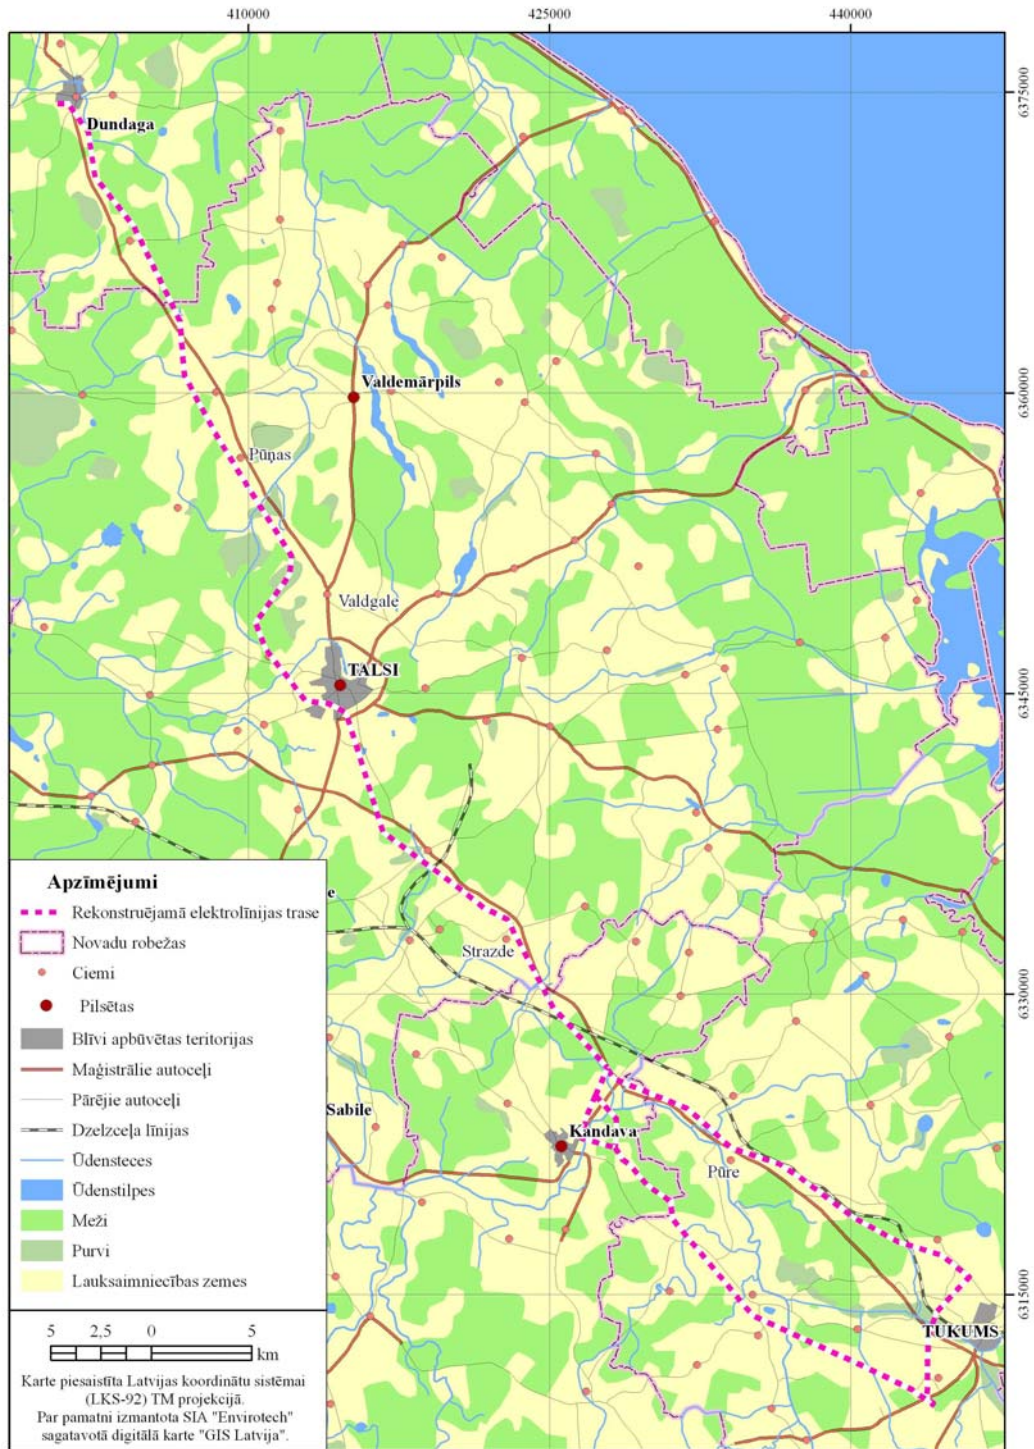 410000
425000
440000
6375000
Dundaga
Valdemārpils
6360000
Pūņas
Valdgale
TALSI
6345000
e
Strazde
6330000
Sabile
Kandava
Pūre
6315000
TUKUMS
Apzīmējumi
Rekonstruējamā elektrolīnijas trase
Novadu robežas
Ciemi
Pilsētas
Blīvi apbūvētas teritorijas
Maģistrālie autoceļi
Pārējie autoceļi
Dzelzceļa līnijas
Ūdensteces
Ūdenstilpes
Meži
Purvi
Lauksaimniecības zemes
5 2,5 0 5
km
Karte piesaistīta Latvijas koordinātu sistēmai
(LKS-92) TM projekcijā.
Par pamatni izmantota SIA "Envirotech"
sagatavotā digitālā karte "GIS Latvija".